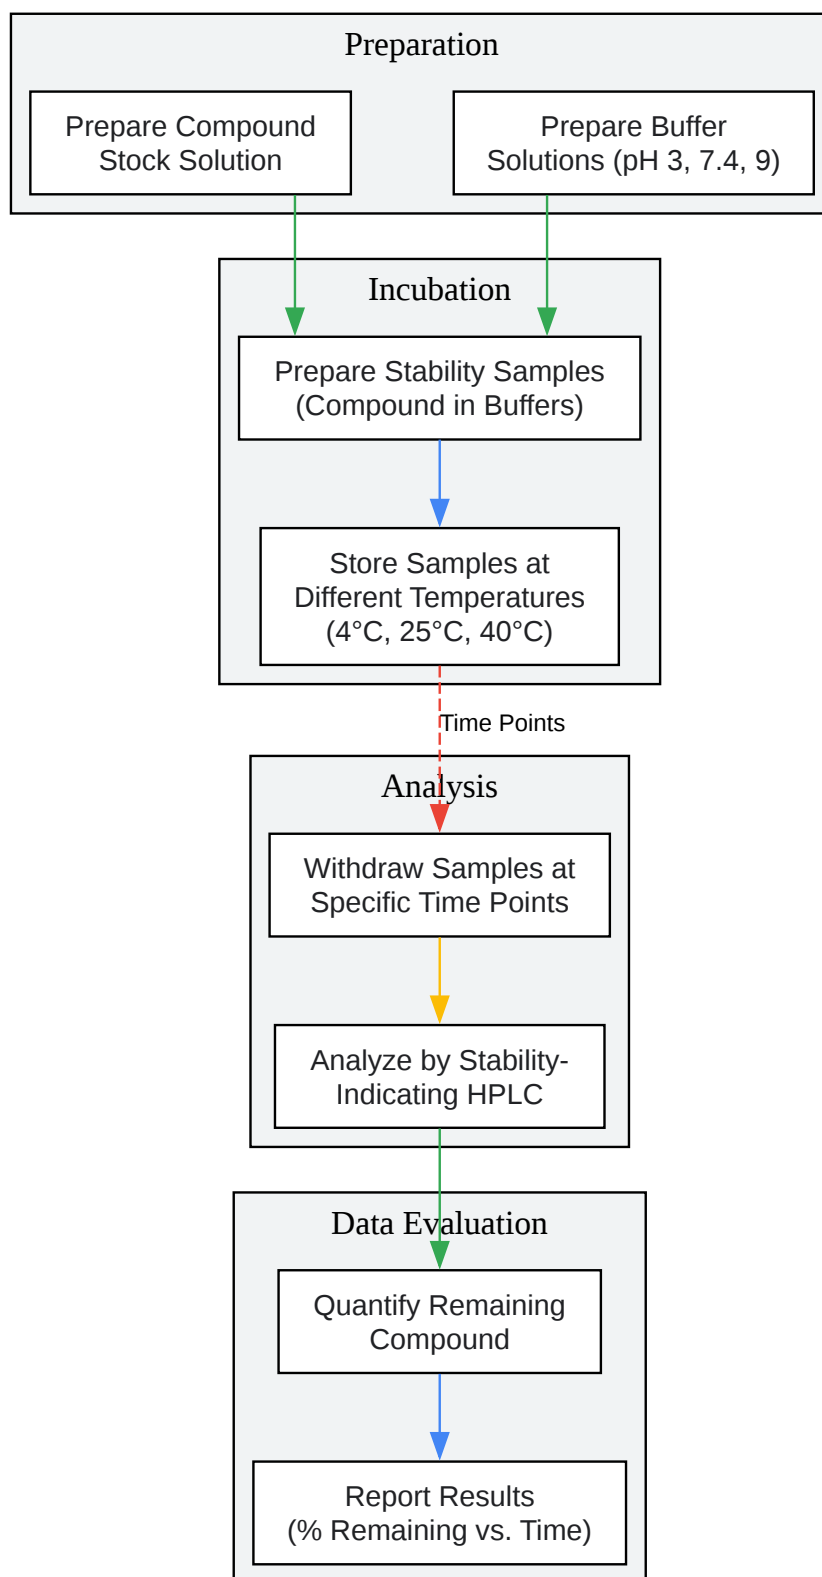 Preparation
Prepare Compound
Stock Solution
Prepare Buffer
Solutions (pH 3, 7.4, 9)
Incubation
Prepare Stability Samples
(Compound in Buffers)
Store Samples at
Different Temperatures
(4°C, 25°C, 40°C)
Time Points
Analysis
Withdraw Samples at
Specific Time Points
Analyze by Stability-
Indicating HPLC
Data Evaluation
Quantify Remaining
Compound
Report Results
(% Remaining vs. Time)